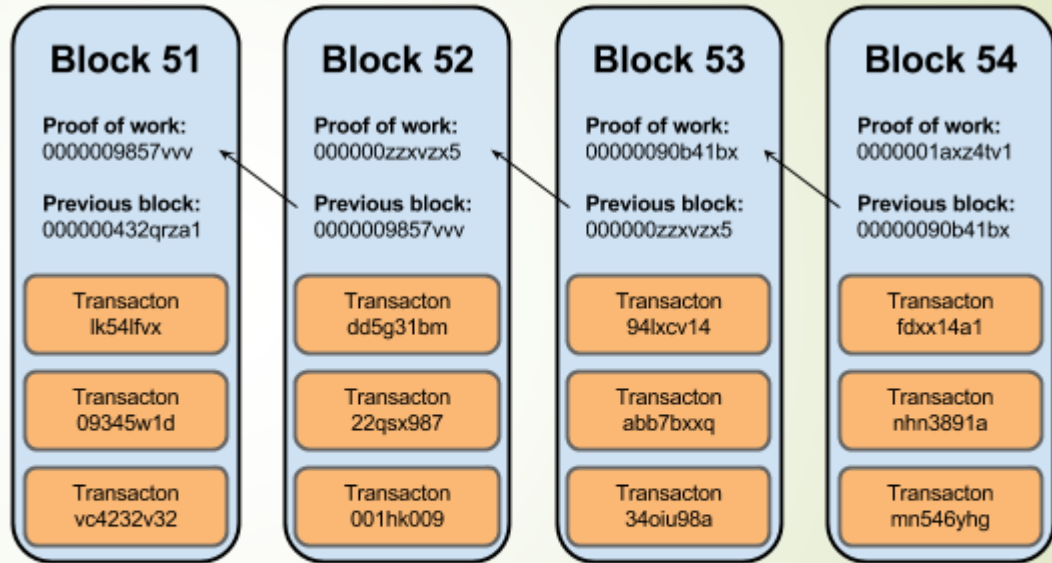 Block 51
Proof of work:
0000009857vvv
Previous block:
000000432qrza1
Transacton
lk54lfvx
Transacton
09345w1d
Transacton
vc4232v32
Block 52
Proof of work:
000000zzxvzx5
Previous block:
0000009857vvv
Transacton
dd5g31bm
Transacton
22qsx987
Transacton
001hk009
Block 53
Proof of work:
00000090b41bx
Previous block:
000000zzxvzx5
Transacton
94lxcv14
Transacton
abb7bxxq
Transacton
34oiu98a
Block 54
Proof of work:
0000001axz4tv1
Previous block:
00000090b41bx
Transacton
fdxx14a1
Transacton
nhn3891a
Transacton
mn546yhg